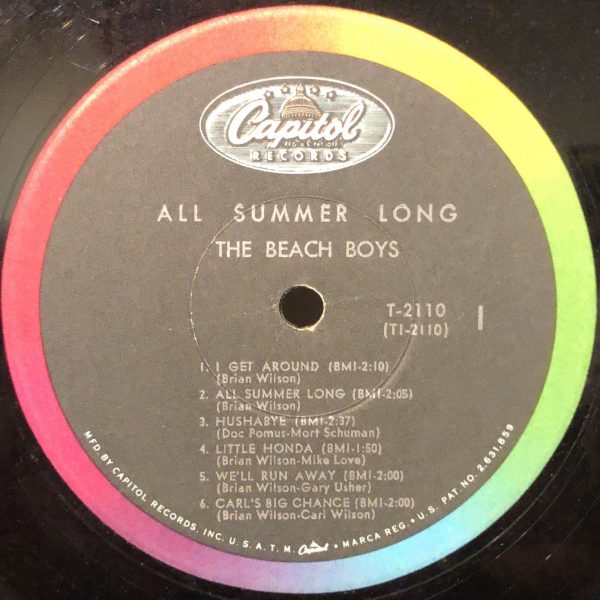 Capitol
REG. U.S. PAT. OFF.
RECORDS
ALL SUMMER LONG
THE BEACH BOYS
T-2110
(T1-2110)
1
1. I GET AROUND (BMI-2:10)
(Brian Wilson)
2. ALL SUMMER LONG (BMI-2:05)
(Brian Wilson)
3. HUSHABYE (BMI-2:37)
(Doc Pomus-Mort Schuman)
4. LITTLE HONDA (BMI-1:50)
(Brian Wilson-Mike Love)
5. WE'LL RUN AWAY (BMI-2:00)
(Brian Wilson-Gary Usher)
6. CARL'S BIG CHANCE (BMI-2:00)
(Brian Wilson-Carl Wilson)
MFD. BY CAPITOL RECORDS, INC. U.S.A. T.M. Capitol • MARCA REG. • U.S. PAT. NO. 2,631,859